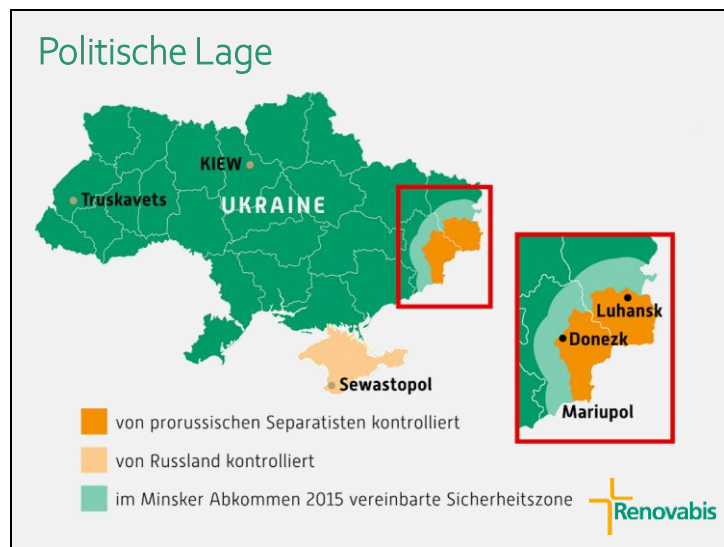 Politische Lage
KIEW
Truskavets
UKRAINE
Luhansk
Donezk
Mariupol
Sewastopol
von prorussischen Separatisten kontrolliert
von Russland kontrolliert
im Minsker Abkommen 2015 vereinbarte Sicherheitszone
Renovabis